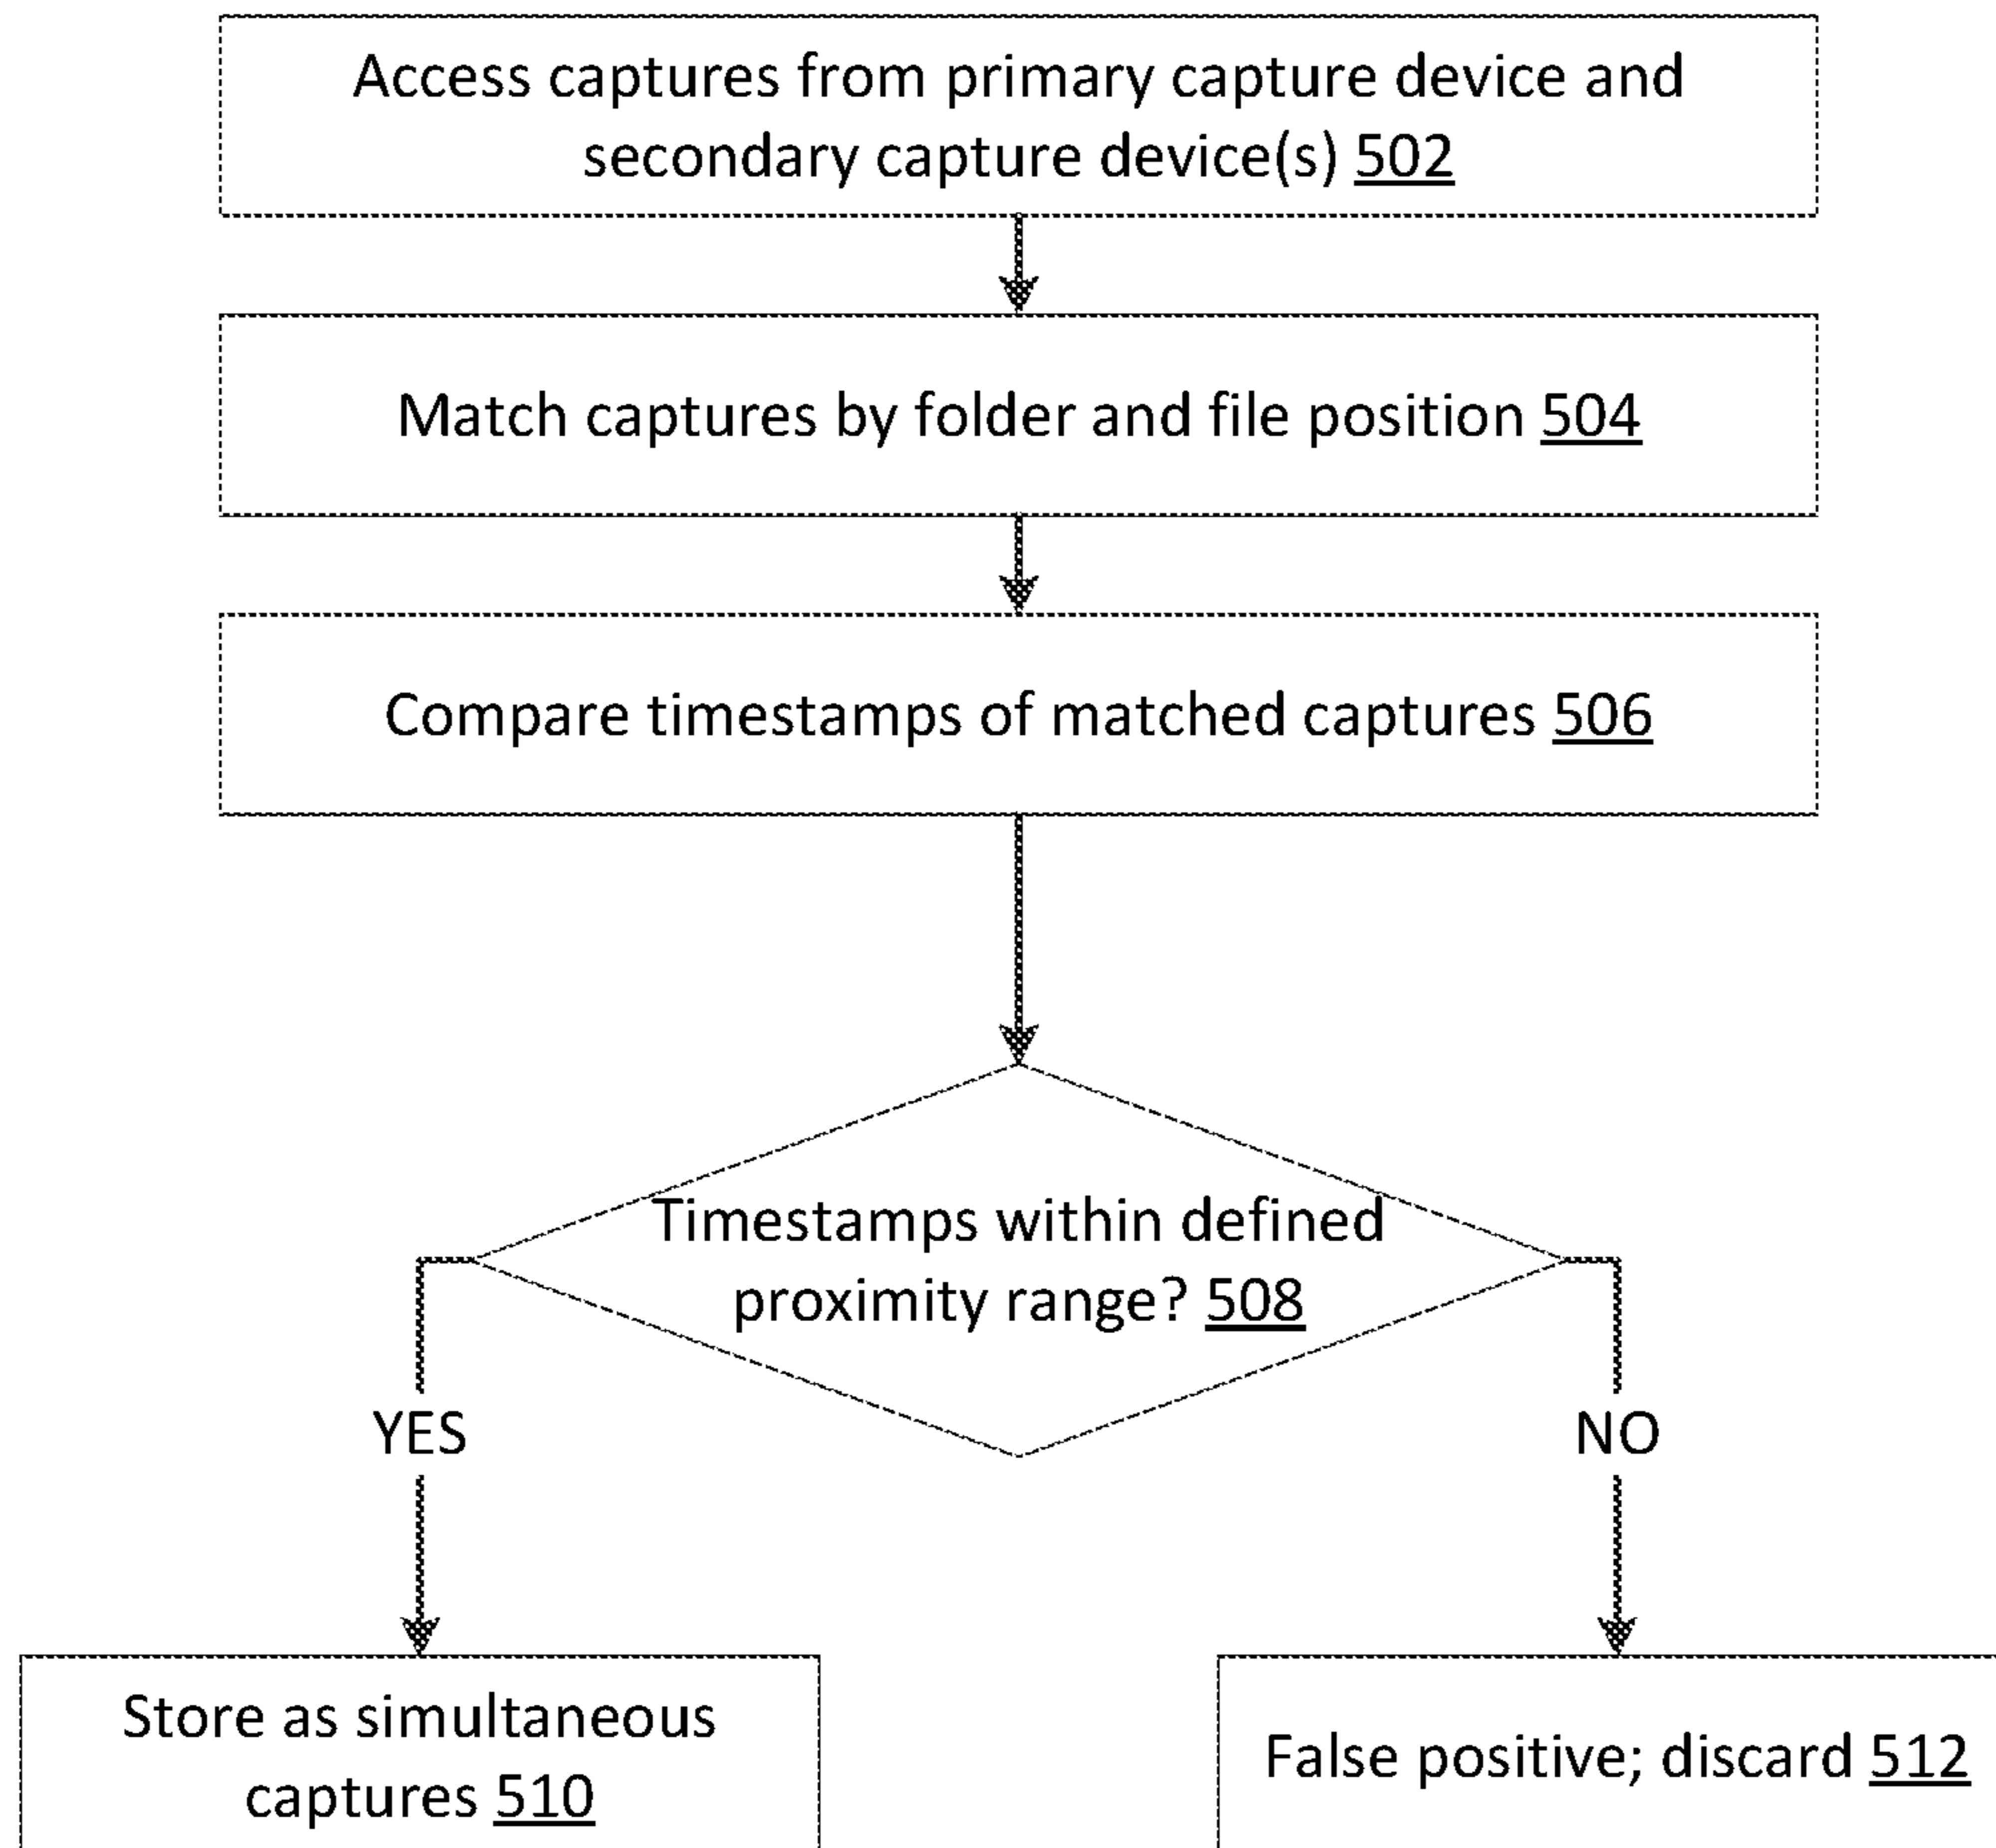 Access captures from primary capture device and
secondary capture device(s) 502
Match captures by folder and file position 504
Compare timestamps of matched captures 506
Timestamps within defined
proximity range? 508
YES
NO
Store as simultaneous
captures 510
False positive; discard 512